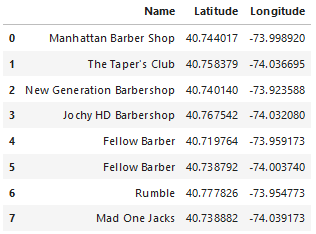 Name Latitude Longitude
0 Manhattan Barber Shop 40.744017 -73.998920
1 The Taper's Club 40.758379 -74.036695
2 New Generation Barbershop 40.740140 -73.923588
3 Jochy HD Barbershop 40.767542 -74.032080
4 Fellow Barber 40.719764 -73.959173
5 Fellow Barber 40.738792 -74.003740
6 Rumble 40.777826 -73.954773
7 Mad One Jacks 40.738882 -74.039173